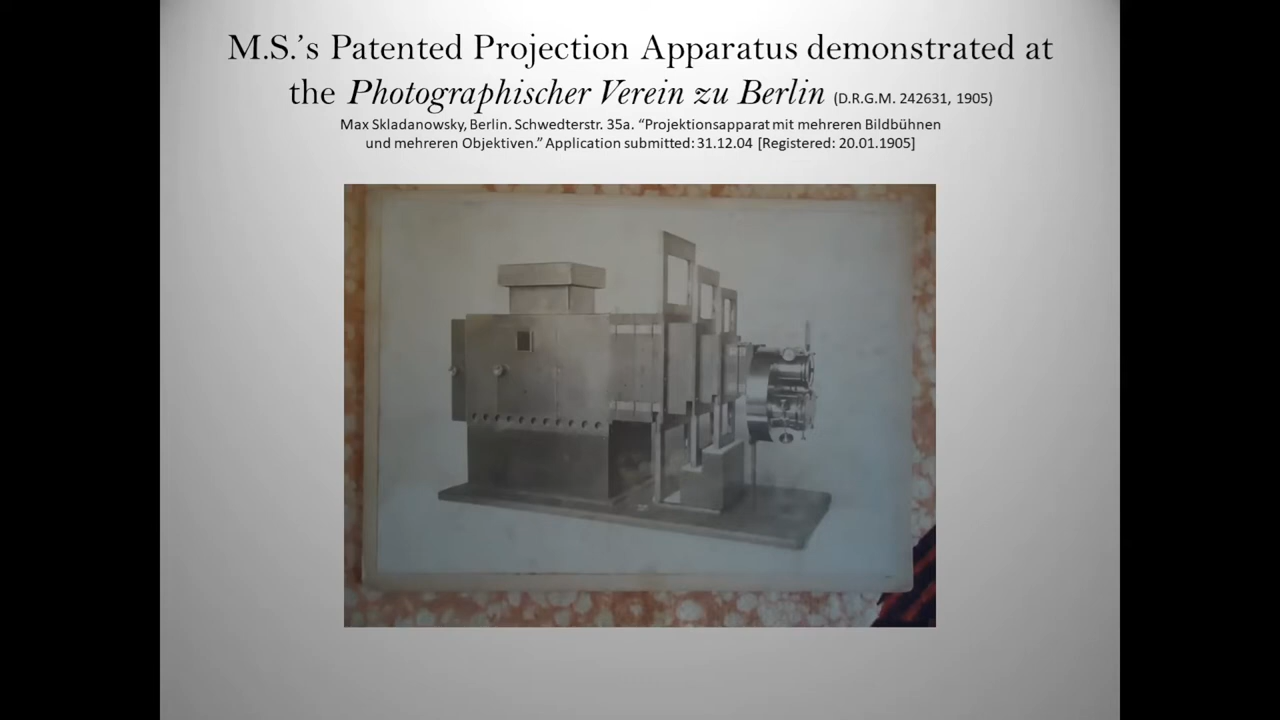 M.S.’s Patented Projection Apparatus demonstrated at
the Photographischer Verein zu Berlin (D.R.G.M. 242631, 1905)
Max Skladanowsky, Berlin. Schwedterstr. 35a. “Projektionsapparat mit mehreren Bildbühnen
und mehreren Objektiven.” Application submitted: 31.12.04 [Registered: 20.01.1905]